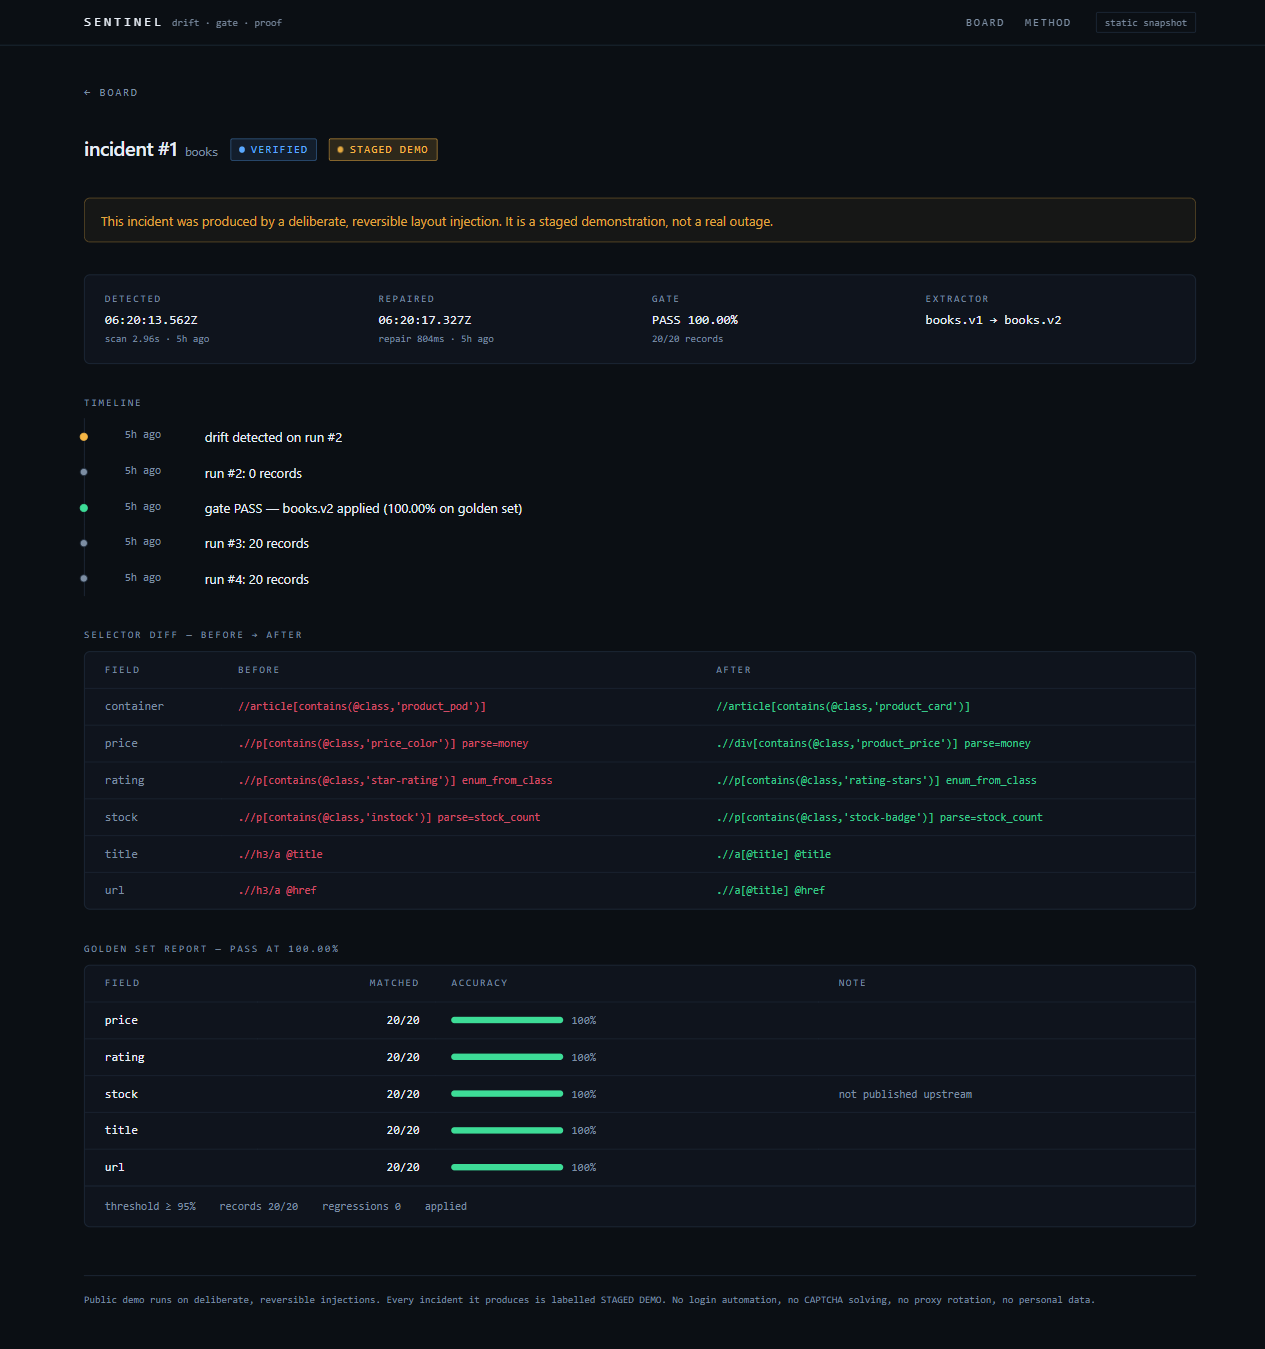 SENTINEL drift · gate · proof BOARD METHOD static snapshot
← BOARD
incident #1 books VERIFIED STAGED DEMO
This incident was produced by a deliberate, reversible layout injection. It is a staged demonstration, not a real outage.
DETECTED REPAIRED GATE EXTRACTOR
06:20:13.562Z 06:20:17.327Z PASS 100.00% books.v1 → books.v2
scan 2.96s · 5h ago repair 804ms · 5h ago 20/20 records
TIMELINE
5h ago drift detected on run #2
5h ago run #2: 0 records
5h ago gate PASS — books.v2 applied (100.00% on golden set)
5h ago run #3: 20 records
5h ago run #4: 20 records
SELECTOR DIFF — BEFORE → AFTER
FIELD BEFORE AFTER
container //article[contains(@class,'product_pod')] //article[contains(@class,'product_card')]
price .//p[contains(@class,'price_color')] parse=money .//div[contains(@class,'product_price')] parse=money
rating .//p[contains(@class,'star-rating')] enum_from_class .//p[contains(@class,'rating-stars')] enum_from_class
stock .//p[contains(@class,'instock')] parse=stock_count .//p[contains(@class,'stock-badge')] parse=stock_count
title .//h3/a @title .//a[@title] @title
url .//h3/a @href .//a[@title] @href
GOLDEN SET REPORT — PASS AT 100.00%
FIELD MATCHED ACCURACY NOTE
price 20/20 100%
rating 20/20 100%
stock 20/20 100% not published upstream
title 20/20 100%
url 20/20 100%
threshold ≥ 95% records 20/20 regressions 0 applied
Public demo runs on deliberate, reversible injections. Every incident it produces is labelled STAGED DEMO. No login automation, no CAPTCHA solving, no proxy rotation, no personal data.